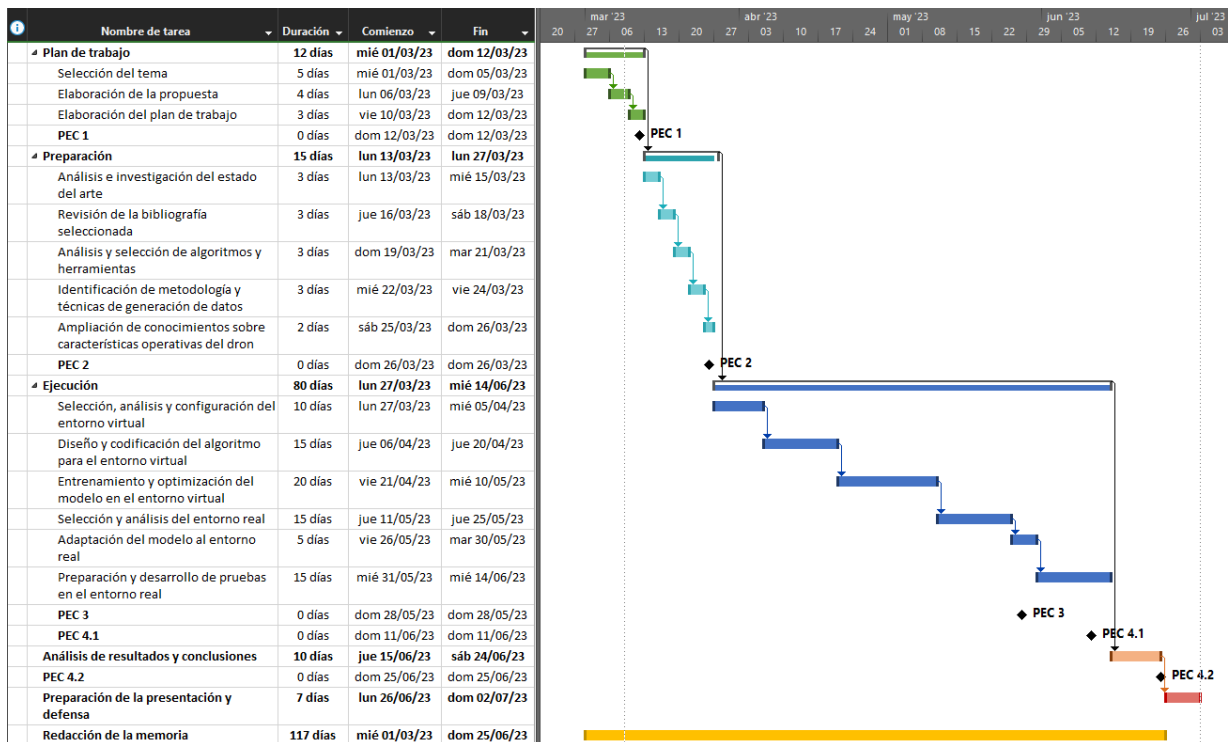 Nombre de tarea Duración Comienzo Fin
mar '23 abr '23 may '23 jun '23 jul '23
20 27 06 13 20 27 03 10 17 24 01 08 15 22 29 05 12 19 26 03
Plan de trabajo 12 días mié 01/03/23 dom 12/03/23
Selección del tema 5 días mié 01/03/23 dom 05/03/23
Elaboración de la propuesta 4 días lun 06/03/23 jue 09/03/23
Elaboración del plan de trabajo 3 días vie 10/03/23 dom 12/03/23
PEC 1 0 días dom 12/03/23 dom 12/03/23 PEC 1
Preparación 15 días lun 13/03/23 lun 27/03/23
Análisis e investigación del estado 3 días lun 13/03/23 mié 15/03/23
del arte
Revisión de la bibliografía 3 días jue 16/03/23 sáb 18/03/23
seleccionada
Análisis y selección de algoritmos y 3 días dom 19/03/23 mar 21/03/23
herramientas
Identificación de metodología y 3 días mié 22/03/23 vie 24/03/23
técnicas de generación de datos
Ampliación de conocimientos sobre 2 días sáb 25/03/23 dom 26/03/23
características operativas del dron
PEC 2 0 días dom 26/03/23 dom 26/03/23 PEC 2
Ejecución 80 días lun 27/03/23 mié 14/06/23
Selección, análisis y configuración del 10 días lun 27/03/23 mié 05/04/23
entorno virtual
Diseño y codificación del algoritmo 15 días jue 06/04/23 jue 20/04/23
para el entorno virtual
Entrenamiento y optimización del 20 días vie 21/04/23 mié 10/05/23
modelo en el entorno virtual
Selección y análisis del entorno real 15 días jue 11/05/23 jue 25/05/23
Adaptación del modelo al entorno 5 días vie 26/05/23 mar 30/05/23
real
Preparación y desarrollo de pruebas 15 días mié 31/05/23 mié 14/06/23
en el entorno real
PEC 3 0 días dom 28/05/23 dom 28/05/23 PEC 3
PEC 4.1 0 días dom 11/06/23 dom 11/06/23 PEC 4.1
Análisis de resultados y conclusiones 10 días jue 15/06/23 sáb 24/06/23
PEC 4.2 0 días dom 25/06/23 dom 25/06/23 PEC 4.2
Preparación de la presentación y 7 días lun 26/06/23 dom 02/07/23
defensa
Redacción de la memoria 117 días mié 01/03/23 dom 25/06/23